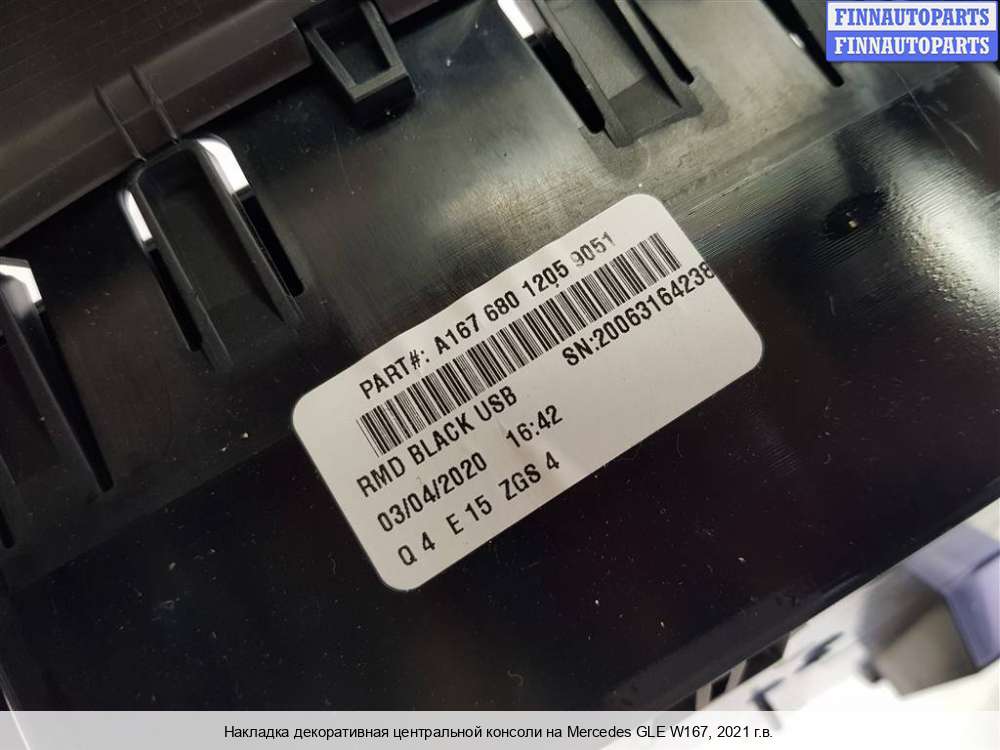 FINNAUTOPARTS
FINNAUTOPARTS
PART#: A167 680 1205 9051
SN:20063164238
RMD BLACK USB
03/04/2020 16:42
Q 4 E 15 ZGS 4
Накладка декоративная центральной консоли на Mercedes GLE W167, 2021 г.в.